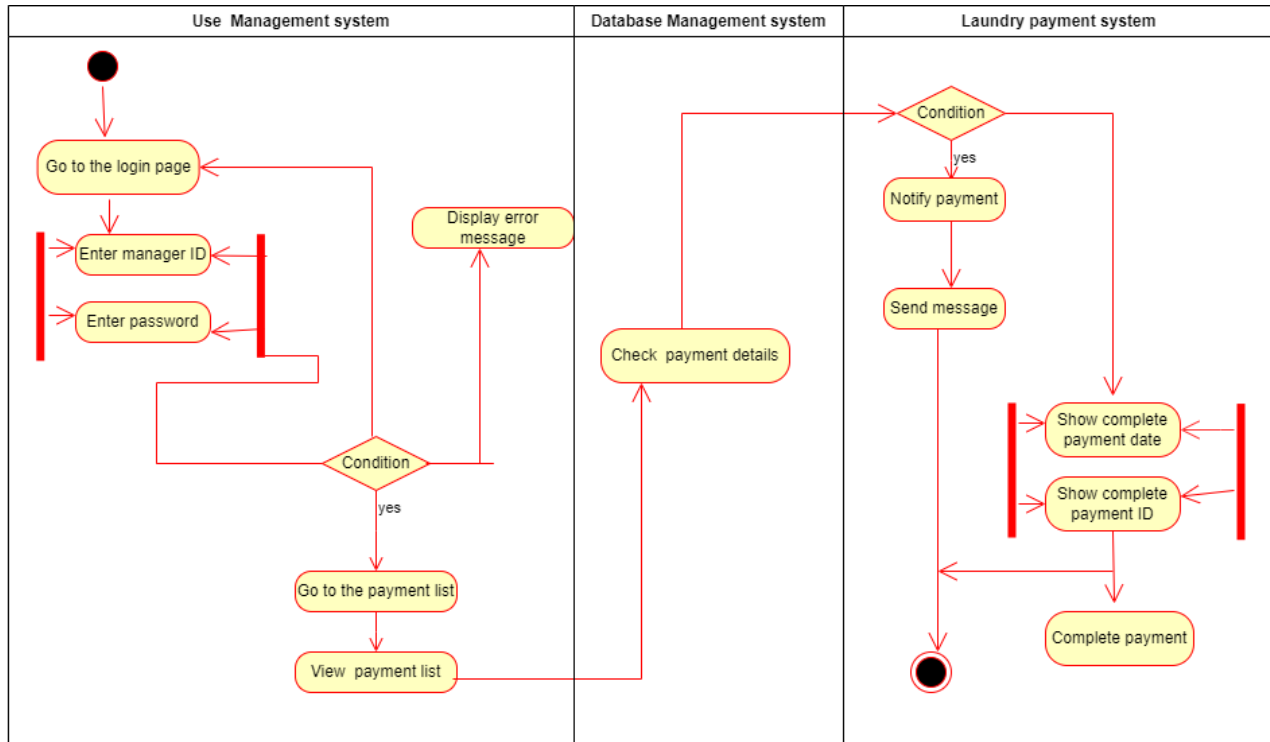 Use  Management system
Database Management system
Laundry payment system
Go to the login page
Enter manager ID
Enter password
Display error
message
Condition
yes
Go to the payment list
View  payment list
Check  payment details
Condition
yes
Notify payment
Send message
Show complete
payment date
Show complete
payment ID
Complete payment